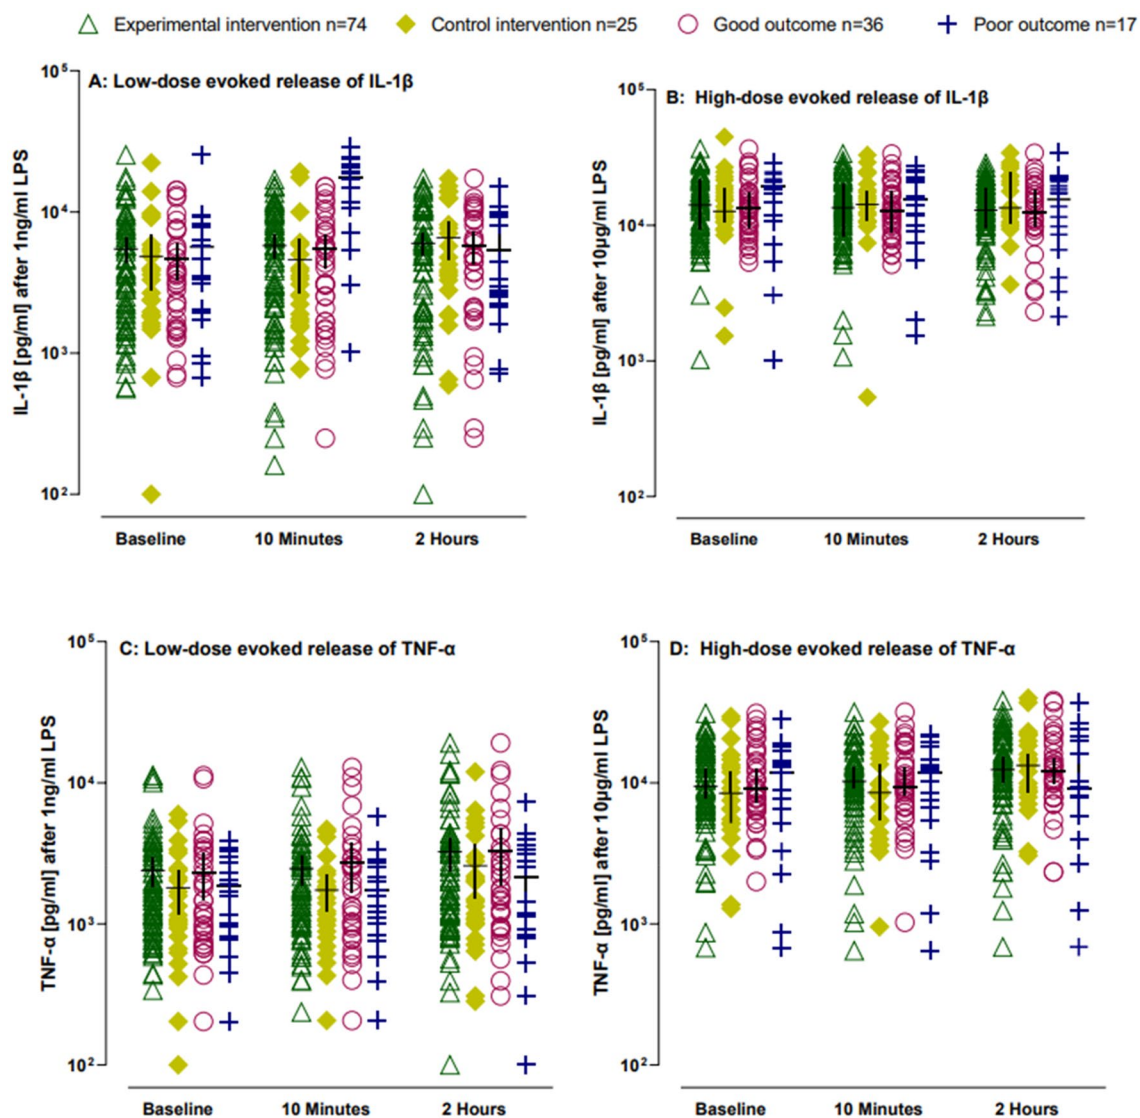 Experimental intervention n=74 Control intervention n=25 Good outcome n=36 Poor outcome n=17
A: Low-dose evoked release of IL-1β
IL-1β [pg/ml] after 1ng/ml LPS
10⁵
10⁴
10³
10²
Baseline 10 Minutes 2 Hours
B: High-dose evoked release of IL-1β
IL-1β [pg/ml] after 10µg/ml LPS
10⁵
10⁴
10³
10²
Baseline 10 Minutes 2 Hours
C: Low-dose evoked release of TNF-α
TNF-α [pg/ml] after 1ng/ml LPS
10⁵
10⁴
10³
10²
Baseline 10 Minutes 2 Hours
D: High-dose evoked release of TNF-α
TNF-α [pg/ml] after 10µg/ml LPS
10⁵
10⁴
10³
10²
Baseline 10 Minutes 2 Hours